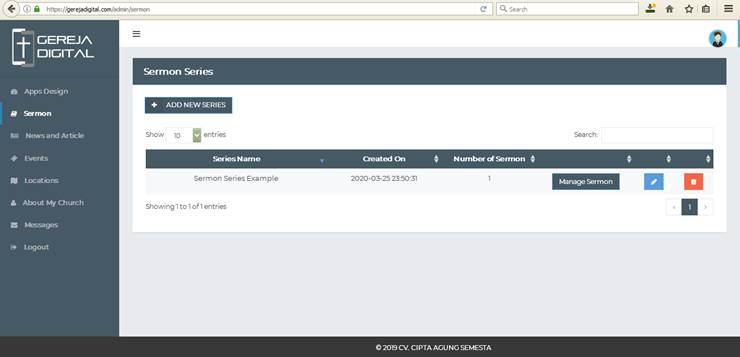 https://gerejadigital.com/admin/sermon
Search
GEREJA
DIGITAL
Apps Design
Sermon
News and Article
Events
Locations
About My Church
Messages
Logout
Sermon Series
+ ADD NEW SERIES
Show 10 entries
Search:
Series Name Created On Number of Sermon
Sermon Series Example 2020-03-25 23:50:31 1 Manage Sermon
Showing 1 to 1 of 1 entries
‹ 1 ›
© 2019 CV. CIPTA AGUNG SEMESTA